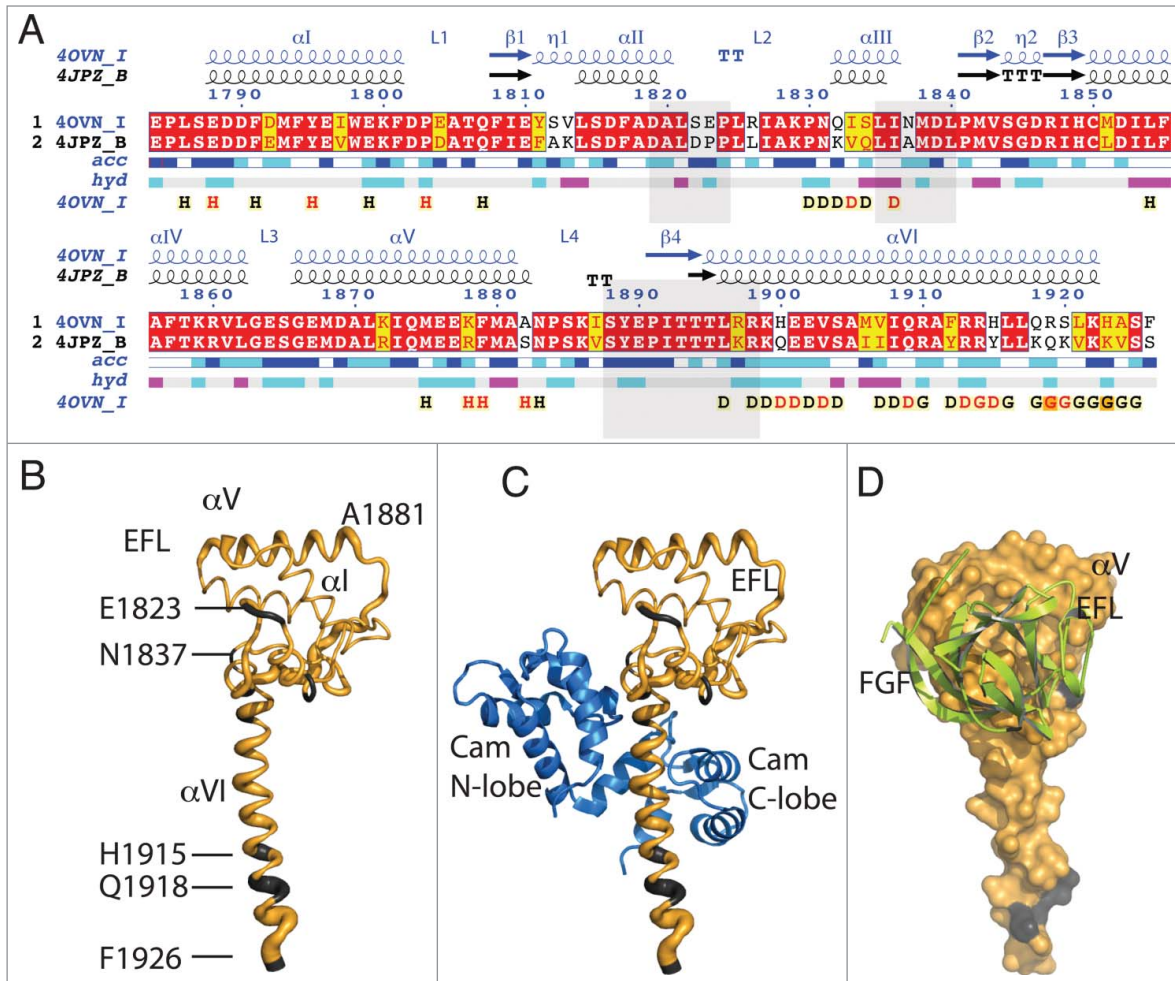 A
αI L1 β1 η1 αII L2 αIII β2 η2 β3
4OVN_I TT
4JPZ_B TTT
1790 1800 1810 1820 1830 1840 1850
1 4OVN_I EPLSEDDFDMFYEIWEKFDPEATQFIEYSVLSDFADALSEPLRIAKPNQISLINMDLPMVSGDRIHCMDILF
2 4JPZ_B EPLSEDDFEMFYEVWEKFDPDATQFIEFAKLSDFADALDPPLLIAKPNKVQLIAMDLPMVSGDRIHCLDILF
acc
hyd
4OVN_I H H H H H H H DDDDD D H
αIV L3 αV L4 β4 αVI
4OVN_I
4JPZ_B TT
1860 1870 1880 1890 1900 1910 1920
1 4OVN_I AFTKRVLGESGEMDALKIQMEEKFMAANPSKISYEPITTTLRRKHEEVSAMVIQRAFRRHLLQRSLKHASF
2 4JPZ_B AFTKRVLGESGEMDALRIQMEERFMASNPSKVSYEPITTTLKRKQEEVSAIIIQRAYRRYLLKQKVKKVSS
acc
hyd
4OVN_I H HH HH D DDDDDDD DDDG DDGDG GGGGGGGGG
B
αV
A1881
EFL
αI
E1823
N1837
αVI
H1915
Q1918
F1926
C
EFL
Cam
N-lobe
Cam
C-lobe
D
αV
EFL
FGF